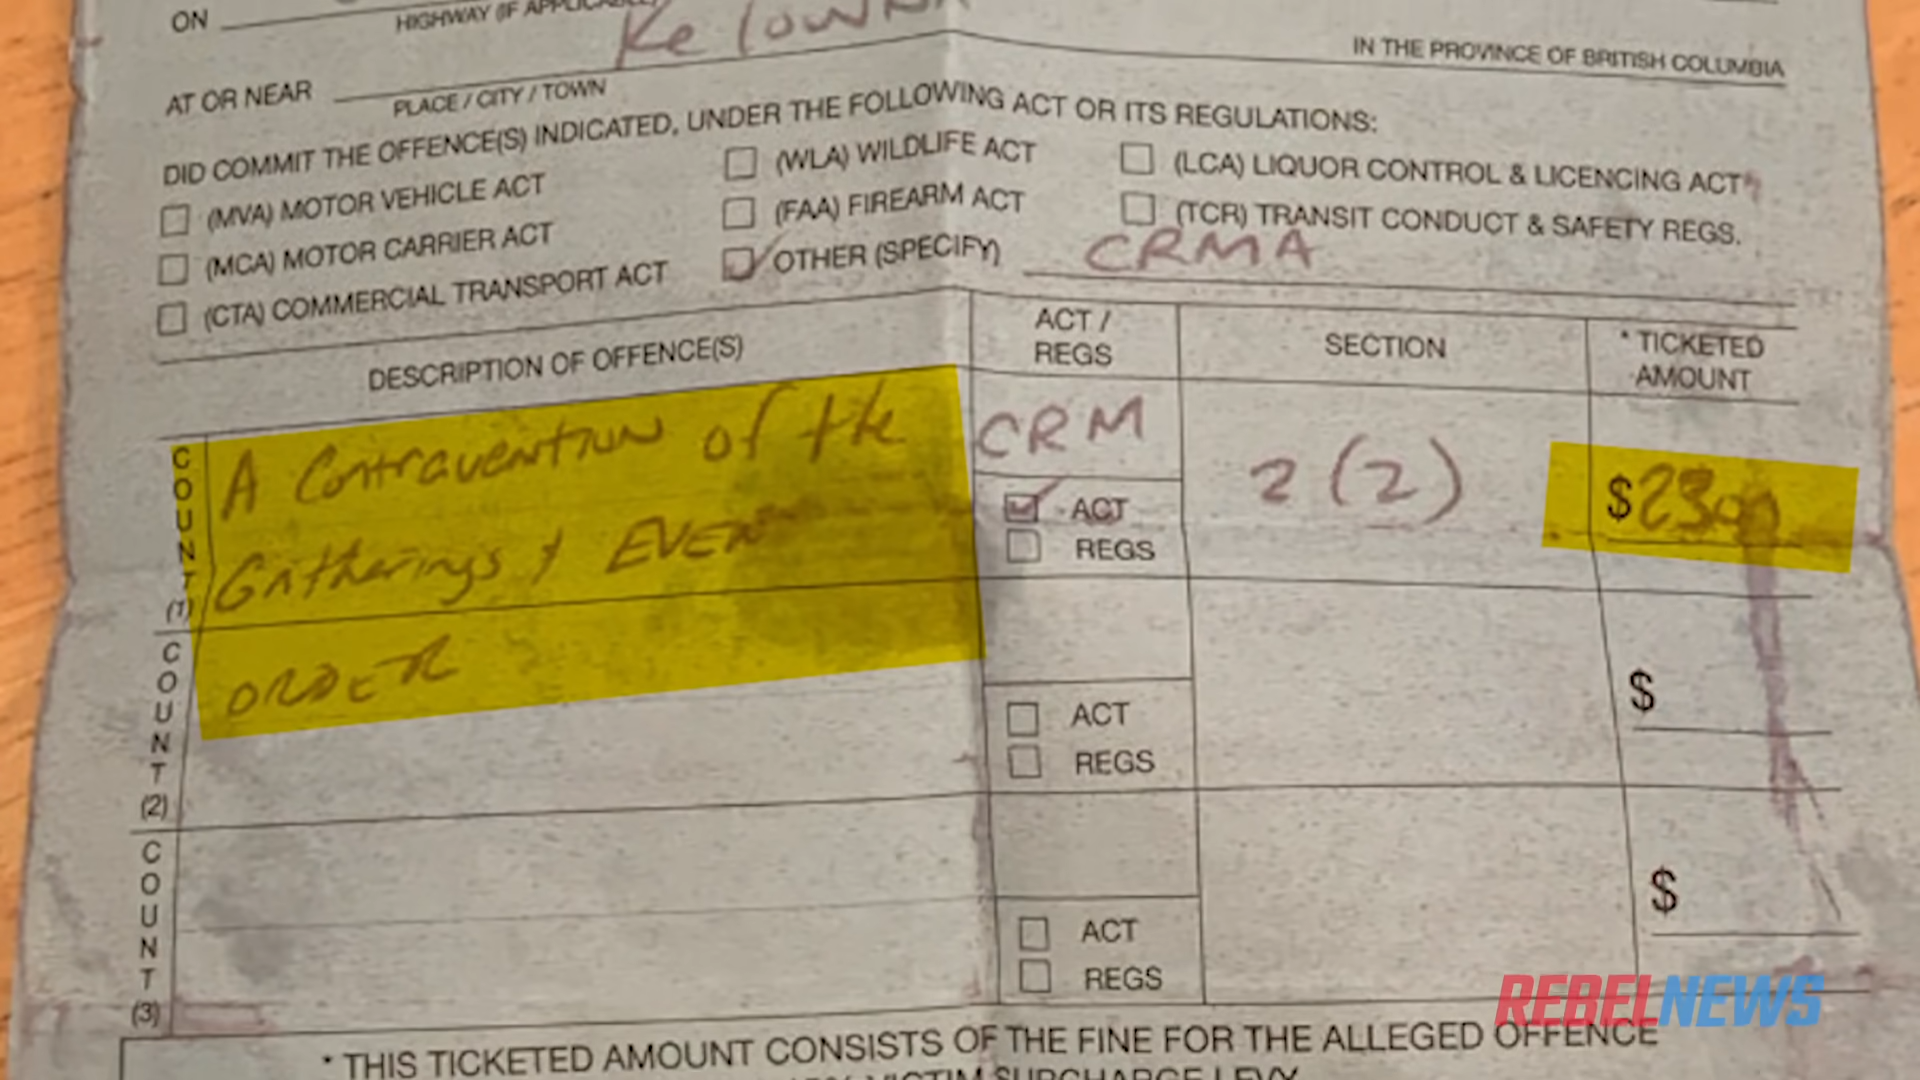 ON
HIGHWAY (IF APPLICABLE)
Kelowna
IN THE PROVINCE OF BRITISH COLUMBIA
AT OR NEAR
PLACE / CITY / TOWN
DID COMMIT THE OFFENCE(S) INDICATED, UNDER THE FOLLOWING ACT OR ITS REGULATIONS:
(MVA) MOTOR VEHICLE ACT (WLA) WILDLIFE ACT (LCA) LIQUOR CONTROL & LICENCING ACT
(MCA) MOTOR CARRIER ACT (FAA) FIREARM ACT (TCR) TRANSIT CONDUCT & SAFETY REGS.
(CTA) COMMERCIAL TRANSPORT ACT OTHER (SPECIFY) CRMA
DESCRIPTION OF OFFENCE(S) ACT / REGS SECTION * TICKETED AMOUNT
COUNT (1) A Contravention of the CRM 2(2) $2300
Gatherings & EVENT ACT
REGS
COUNT (2) ORDER $
ACT
REGS
COUNT (3) $
ACT
REGS
REBELNEWS
* THIS TICKETED AMOUNT CONSISTS OF THE FINE FOR THE ALLEGED OFFENCE
VICTIM SURCHARGE LEVY